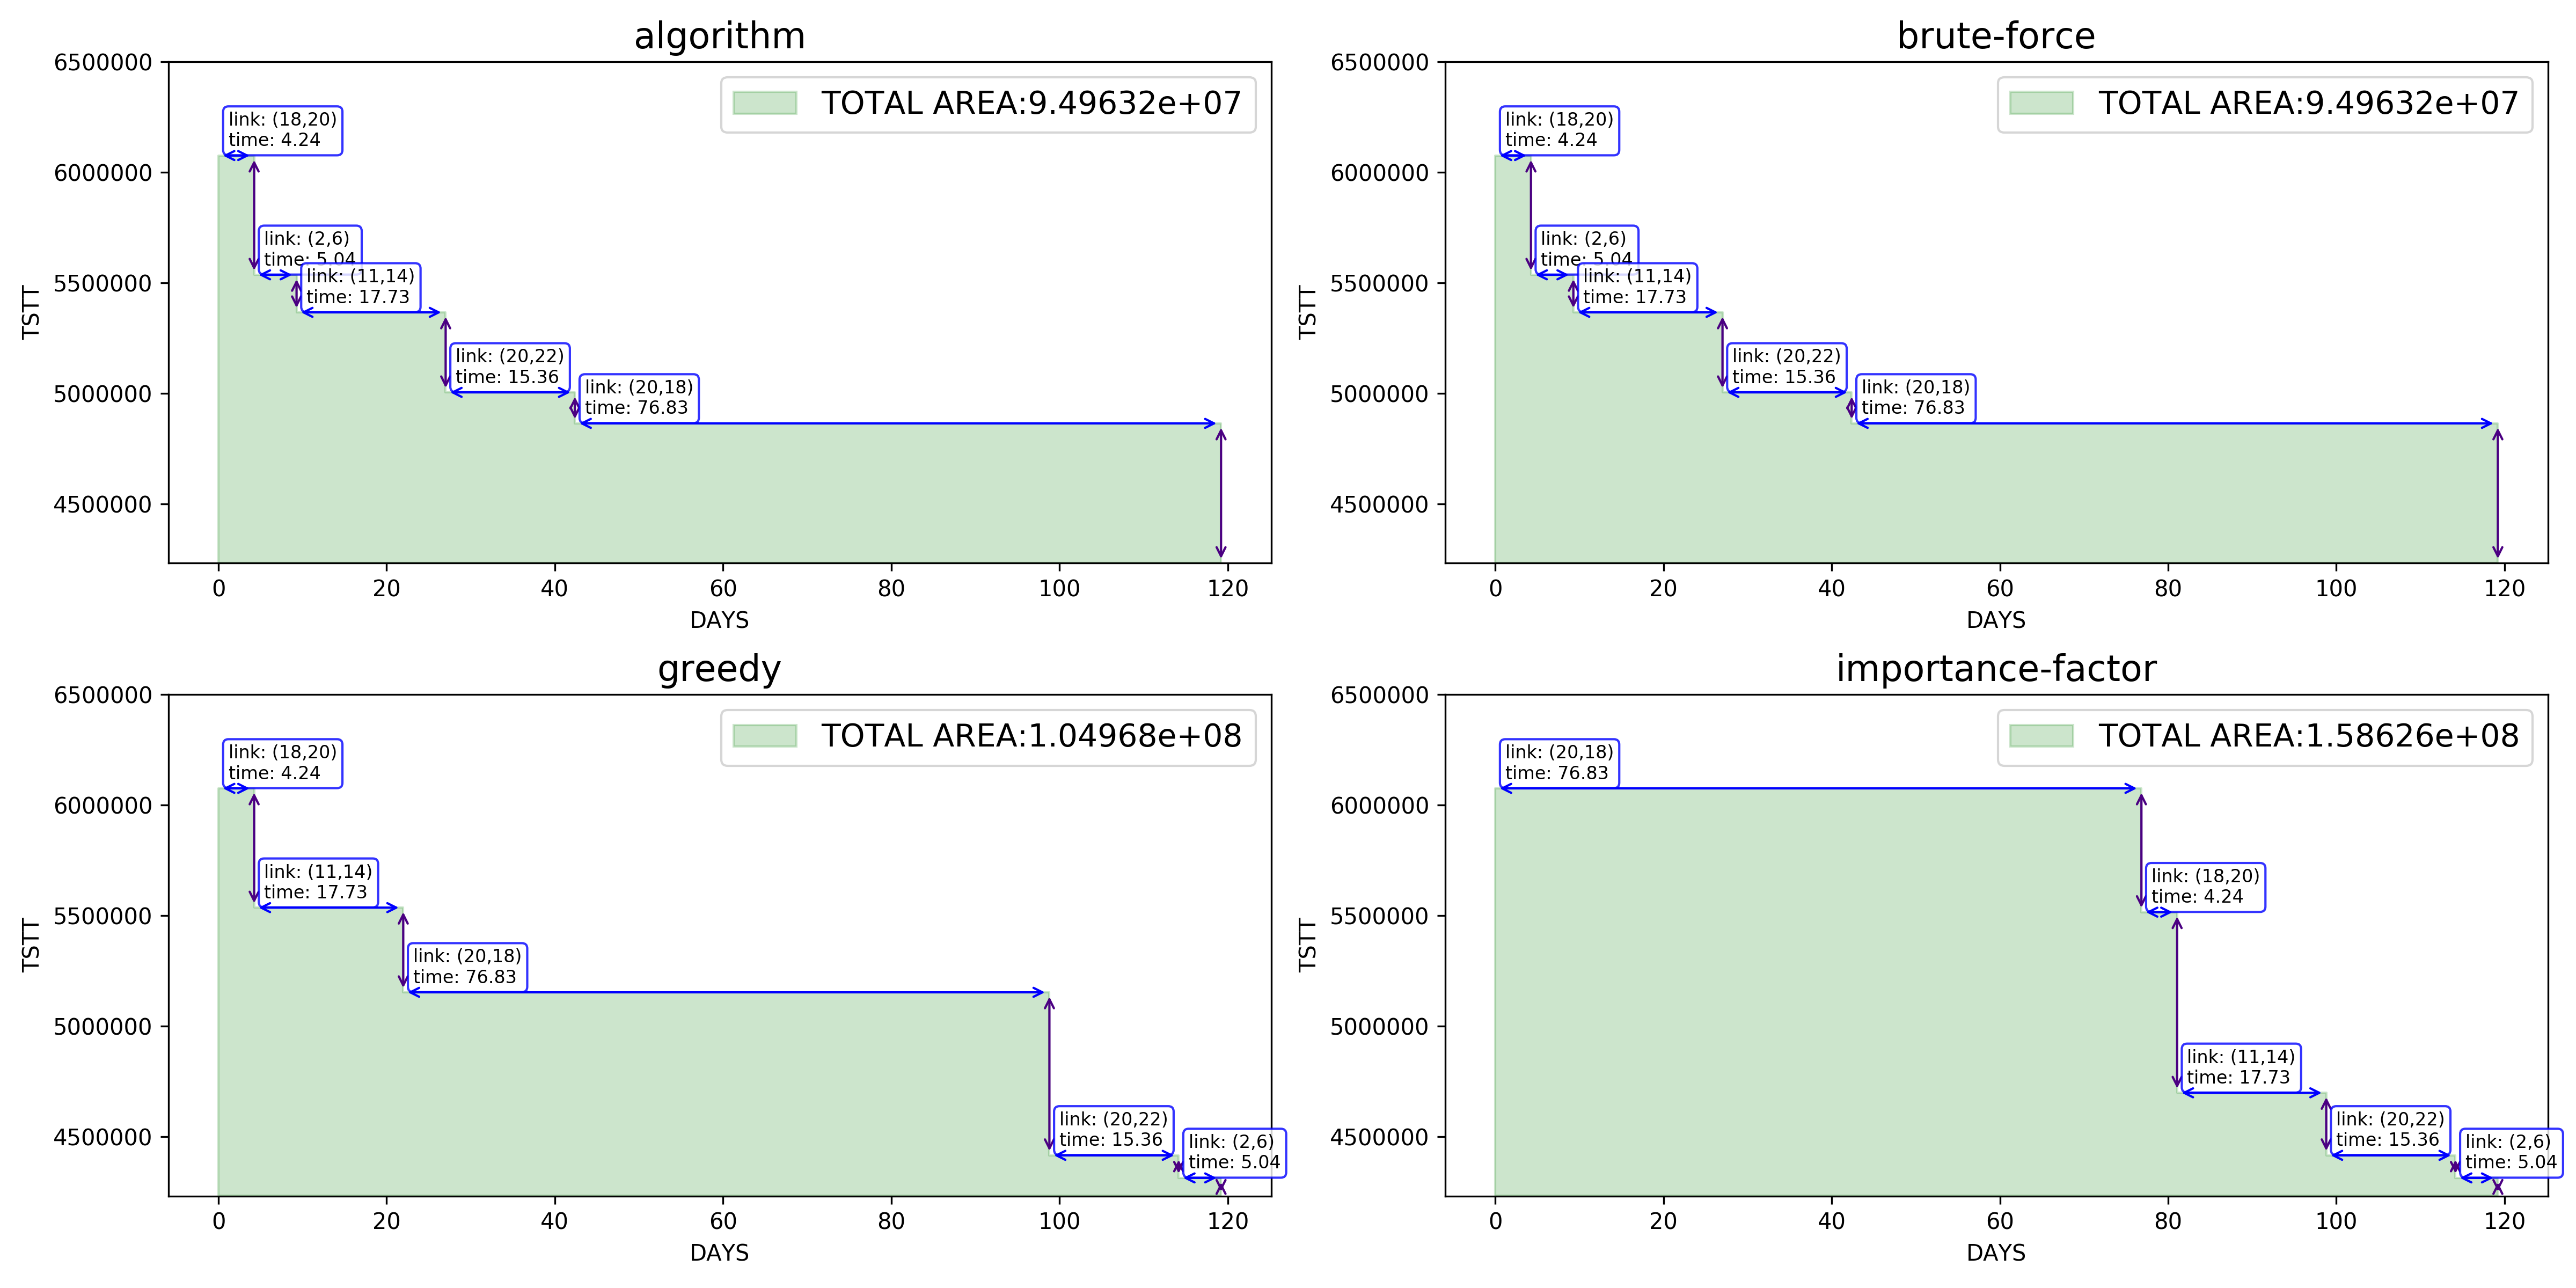 algorithm
6500000
6000000
5500000
5000000
4500000
TSTT
TOTAL AREA:9.49632e+07
link: (18,20)
time: 4.24
link: (2,6)
time: 5.04
link: (11,14)
time: 17.73
link: (20,22)
time: 15.36
link: (20,18)
time: 76.83
0 20 40 60 80 100 120
DAYS
brute-force
6500000
6000000
5500000
5000000
4500000
TSTT
TOTAL AREA:9.49632e+07
link: (18,20)
time: 4.24
link: (2,6)
time: 5.04
link: (11,14)
time: 17.73
link: (20,22)
time: 15.36
link: (20,18)
time: 76.83
0 20 40 60 80 100 120
DAYS
greedy
6500000
6000000
5500000
5000000
4500000
TSTT
TOTAL AREA:1.04968e+08
link: (18,20)
time: 4.24
link: (11,14)
time: 17.73
link: (20,18)
time: 76.83
link: (20,22)
time: 15.36
link: (2,6)
time: 5.04
0 20 40 60 80 100 120
DAYS
importance-factor
6500000
6000000
5500000
5000000
4500000
TSTT
TOTAL AREA:1.58626e+08
link: (20,18)
time: 76.83
link: (18,20)
time: 4.24
link: (11,14)
time: 17.73
link: (20,22)
time: 15.36
link: (2,6)
time: 5.04
0 20 40 60 80 100 120
DAYS